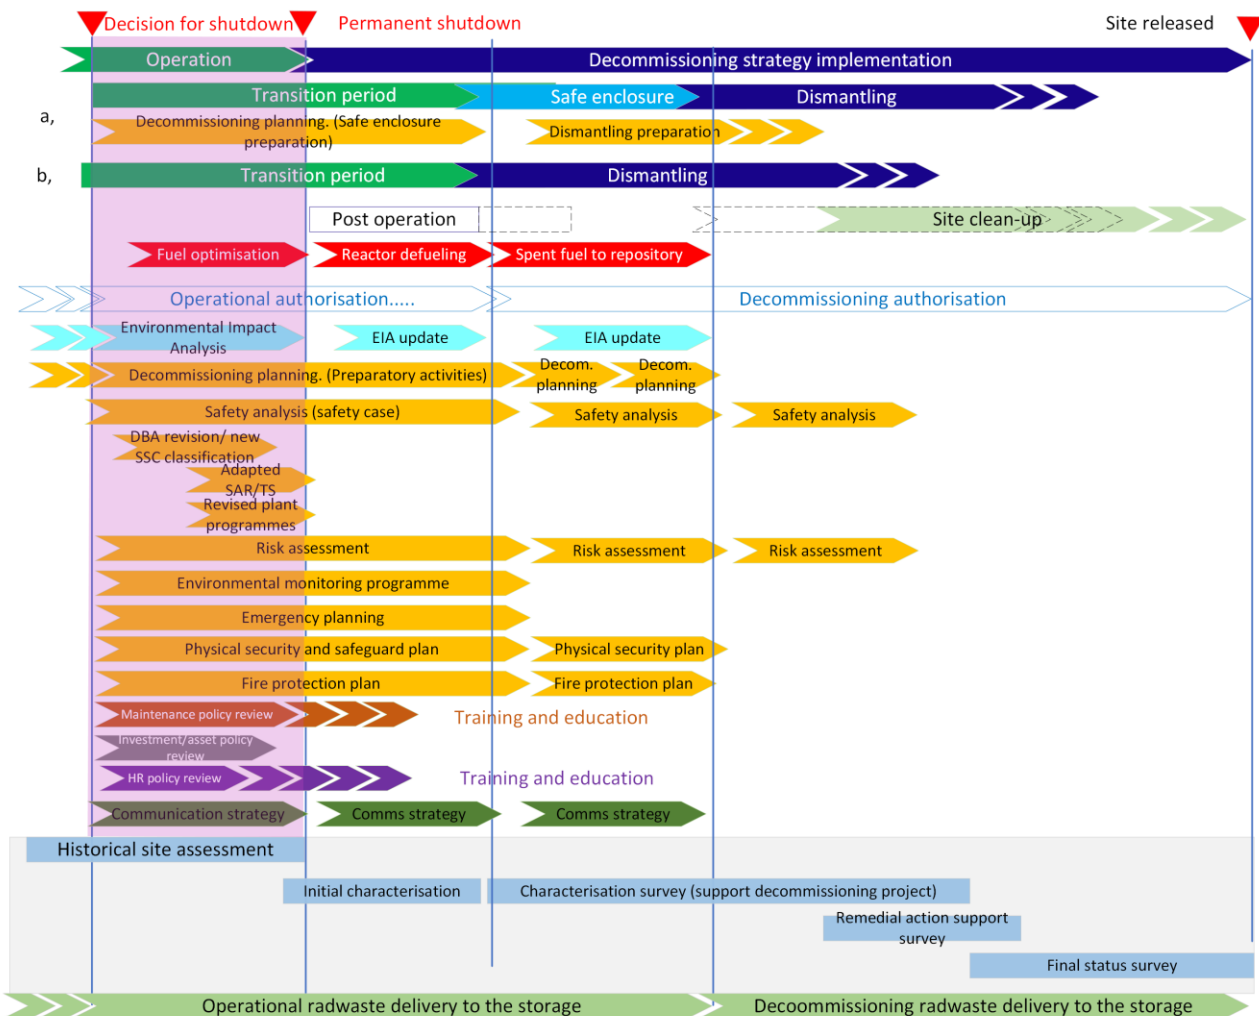 Decision for shutdown
Permanent shutdown
Site released
Operation
Decommissioning strategy implementation
a,
Transition period
Safe enclosure
Dismantling
Decommissioning planning. (Safe enclosure
preparation)
Dismantling preparation
b,
Transition period
Dismantling
Post operation
Site clean-up
Fuel optimisation
Reactor defueling
Spent fuel to repository
Operational authorisation.....
Decommissioning authorisation
Environmental Impact
Analysis
EIA update
EIA update
Decommissioning planning. (Preparatory activities)
Decom.
planning
Decom.
planning
Safety analysis (safety case)
Safety analysis
Safety analysis
DBA revision/ new
SSC classification
Adapted
SAR/TS
Revised plant
programmes
Risk assessment
Risk assessment
Risk assessment
Environmental monitoring programme
Emergency planning
Physical security and safeguard plan
Physical security plan
Fire protection plan
Fire protection plan
Maintenance policy review
Training and education
Investment/asset policy
review
HR policy review
Training and education
Communication strategy
Comms strategy
Comms strategy
Historical site assessment
Initial characterisation
Characterisation survey (support decommissioning project)
Remedial action support
survey
Final status survey
Operational radwaste delivery to the storage
Decoommissioning radwaste delivery to the storage